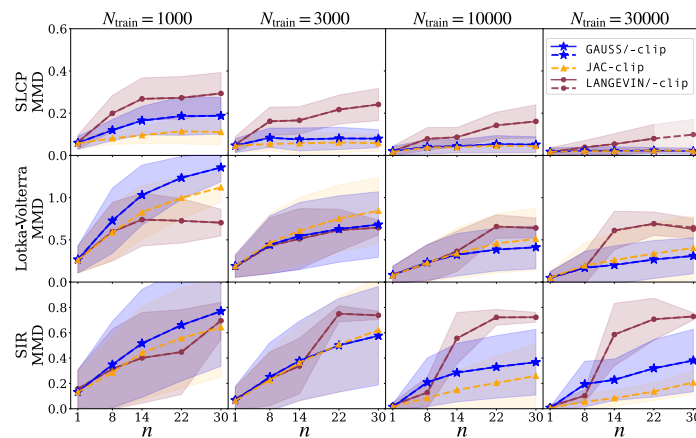 N_train = 1000 N_train = 3000 N_train = 10000 N_train = 30000
SLCP
MMD
0.6
0.4
0.2
0.0
GAUSS/-clip
JAC-clip
LANGEVIN/-clip
Lotka-Volterra
MMD
1.0
0.5
0.0
SIR
MMD
0.8
0.6
0.4
0.2
0.0
1 8 14 22 30 1 8 14 22 30 1 8 14 22 30 1 8 14 22 30
n n n n